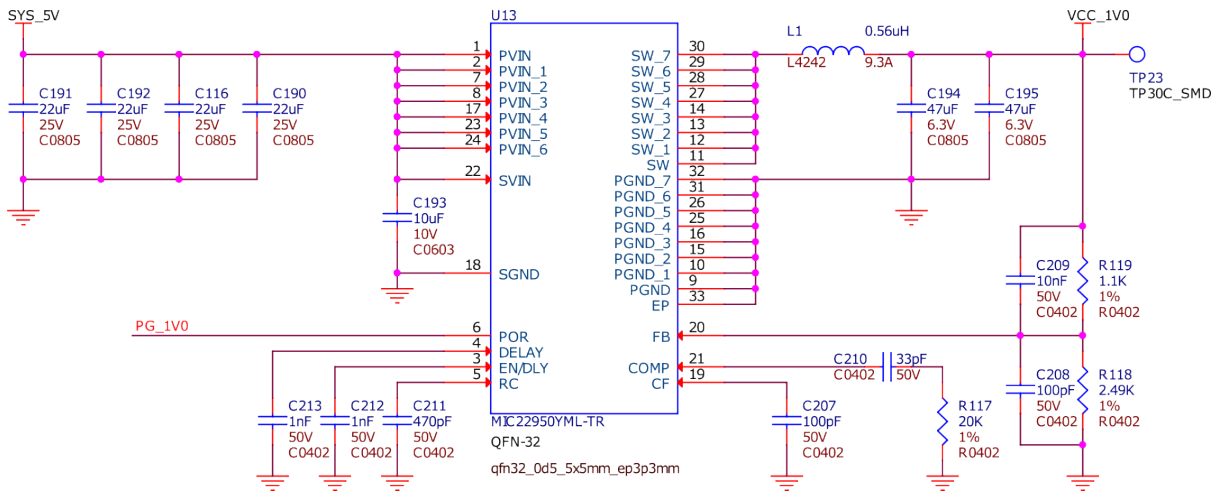 SYS_5V
U13
VCC_1V0
1 PVIN
2 PVIN_1
7 PVIN_2
8 PVIN_3
17 PVIN_4
23 PVIN_5
24 PVIN_6
22 SVIN
18 SGND
6 POR
4 DELAY
3 EN/DLY
5 RC
SW_7 30
SW_6 29
SW_5 28
SW_4 27
SW_3 14
SW_2 13
SW_1 12
SW 11
PGND_7 32
PGND_6 31
PGND_5 26
PGND_4 25
PGND_3 16
PGND_2 15
PGND_1 10
PGND 9
EP 33
FB 20
COMP 21
CF 19
L1 0.56uH
L4242 9.3A
TP23
TP30C_SMD
C191
22uF
25V
C0805
C192
22uF
25V
C0805
C116
22uF
25V
C0805
C190
22uF
25V
C0805
C194
47uF
6.3V
C0805
C195
47uF
6.3V
C0805
C193
10uF
10V
C0603
PG_1V0
C209
10nF
50V
C0402
R119
1.1K
1%
R0402
C210 33pF
C0402 50V
C208
100pF
50V
C0402
R118
2.49K
1%
R0402
C213
1nF
50V
C0402
C212
1nF
50V
C0402
C211
470pF
50V
C0402
C207
100pF
50V
C0402
R117
20K
1%
R0402
MIC22950YML-TR
QFN-32
qfn32_0d5_5x5mm_ep3p3mm